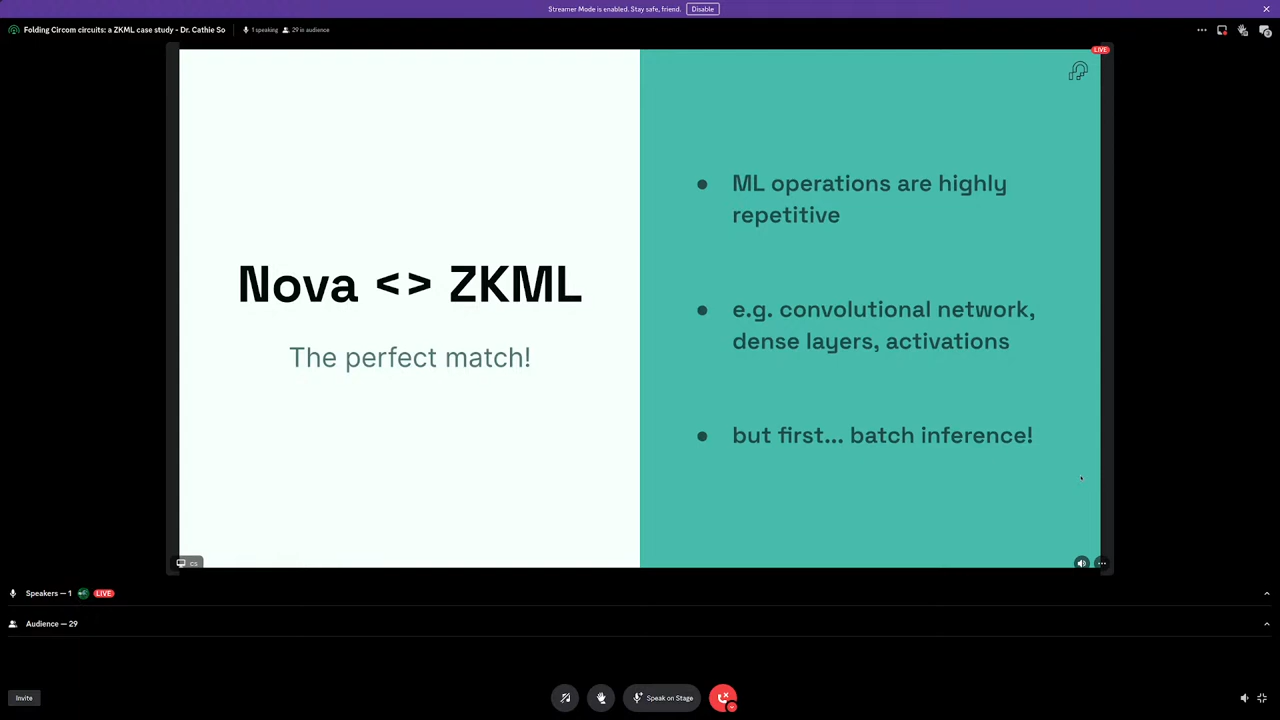 Streamer Mode is enabled. Stay safe, friend.
Disable
Folding Circom circuits: a ZKML case study - Dr. Cathie So
1 speaking
29 in audience
LIVE
Nova <> ZKML
The perfect match!
● ML operations are highly
repetitive
● e.g. convolutional network,
dense layers, activations
● but first... batch inference!
cs
Speakers — 1
LIVE
Audience — 29
Invite
Speak on Stage